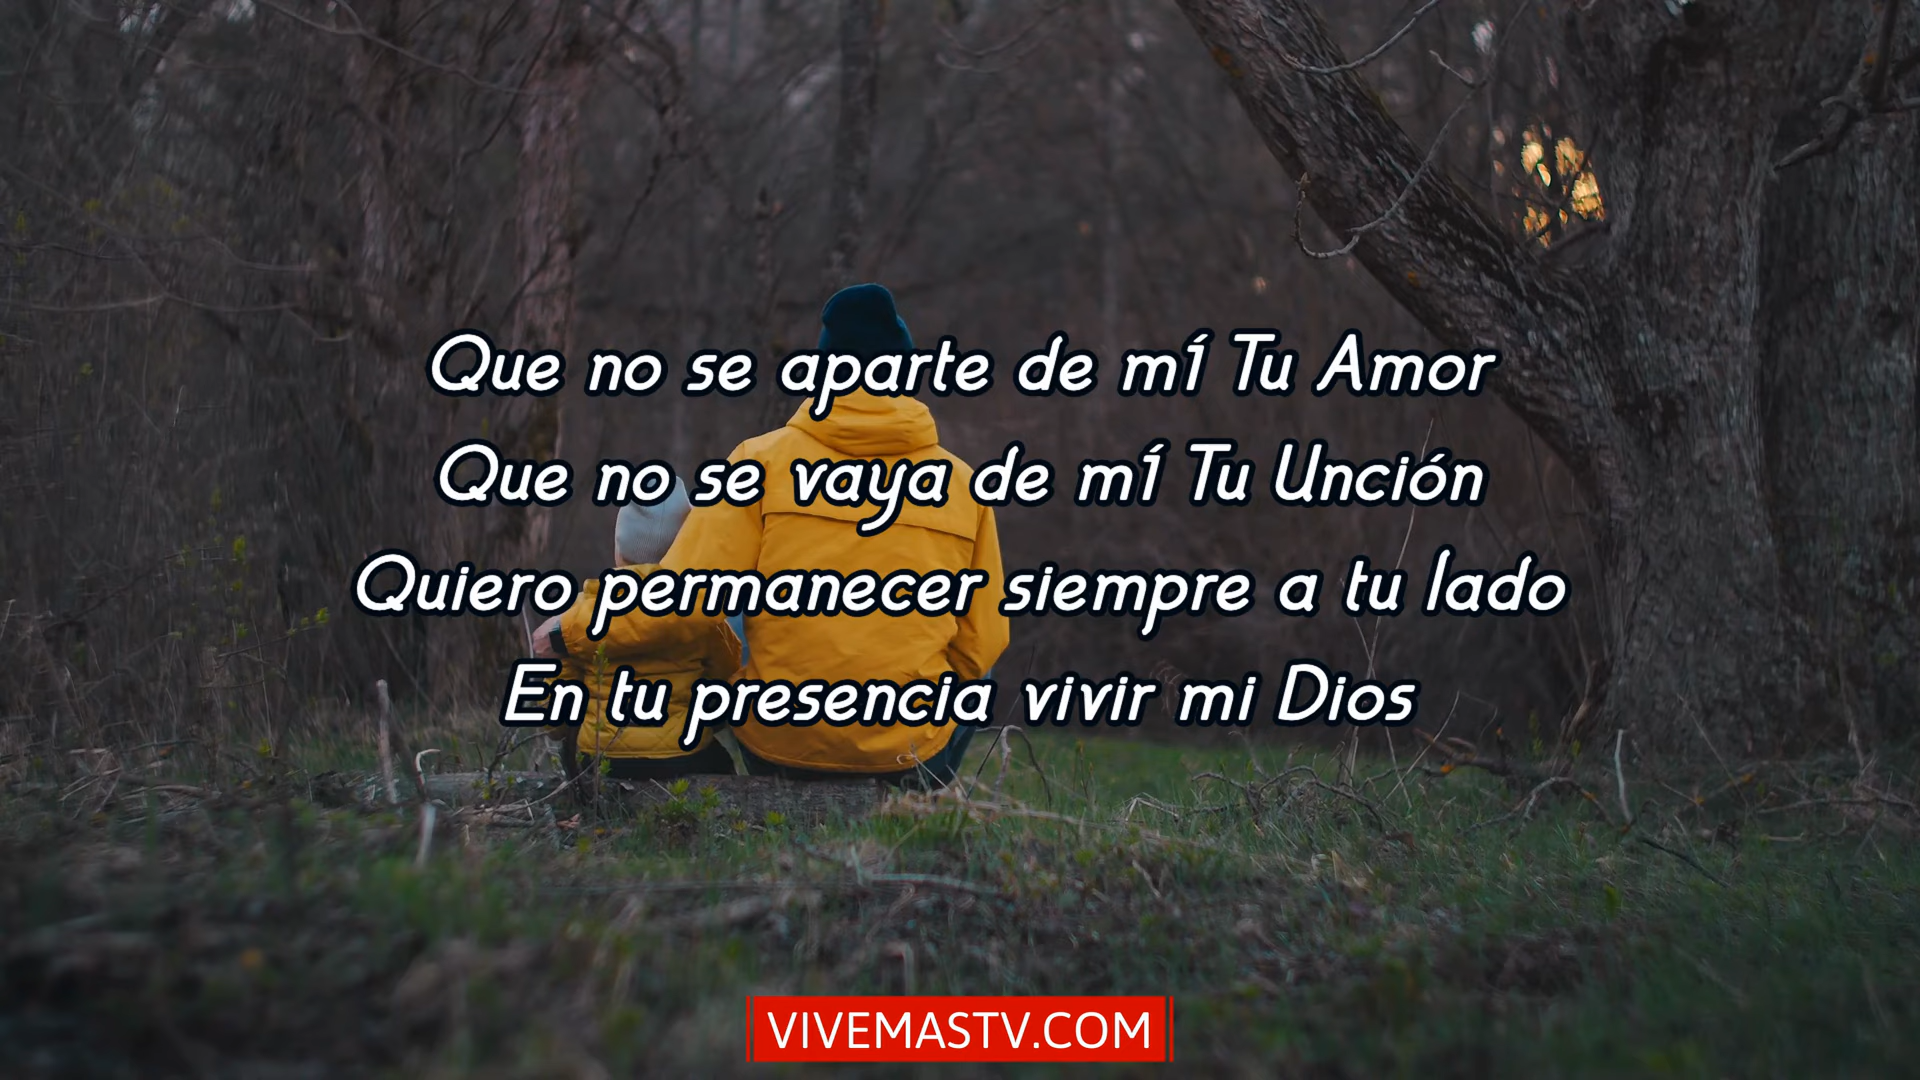 Que no se aparte de mí Tu Amor
Que no se vaya de mí Tu Unción
Quiero permanecer siempre a tu lado
En tu presencia vivir mi Dios
VIVEMASTV.COM